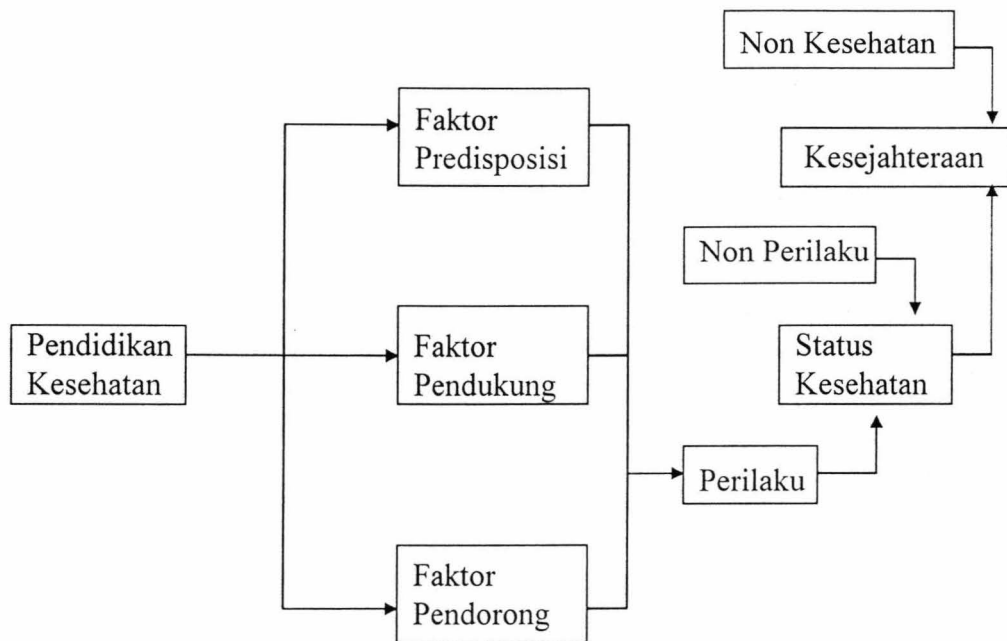 Non Kesehatan
Faktor
Predisposisi
Kesejahteraan
Non Perilaku
Pendidikan
Kesehatan
Faktor
Pendukung
Status
Kesehatan
Perilaku
Faktor
Pendorong